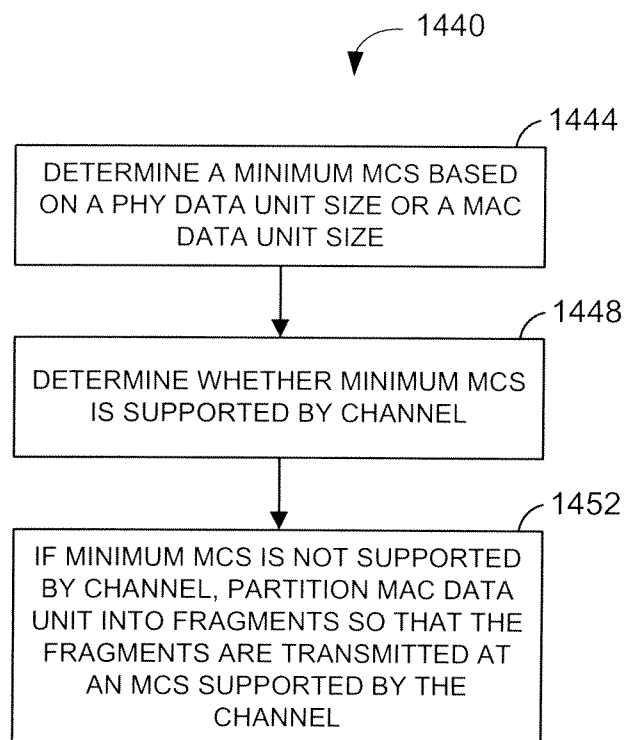 1440
1444
DETERMINE A MINIMUM MCS BASED
ON A PHY DATA UNIT SIZE OR A MAC
DATA UNIT SIZE
1448
DETERMINE WHETHER MINIMUM MCS
IS SUPPORTED BY CHANNEL
1452
IF MINIMUM MCS IS NOT SUPPORTED
BY CHANNEL, PARTITION MAC DATA
UNIT INTO FRAGMENTS SO THAT THE
FRAGMENTS ARE TRANSMITTED AT
AN MCS SUPPORTED BY THE
CHANNEL